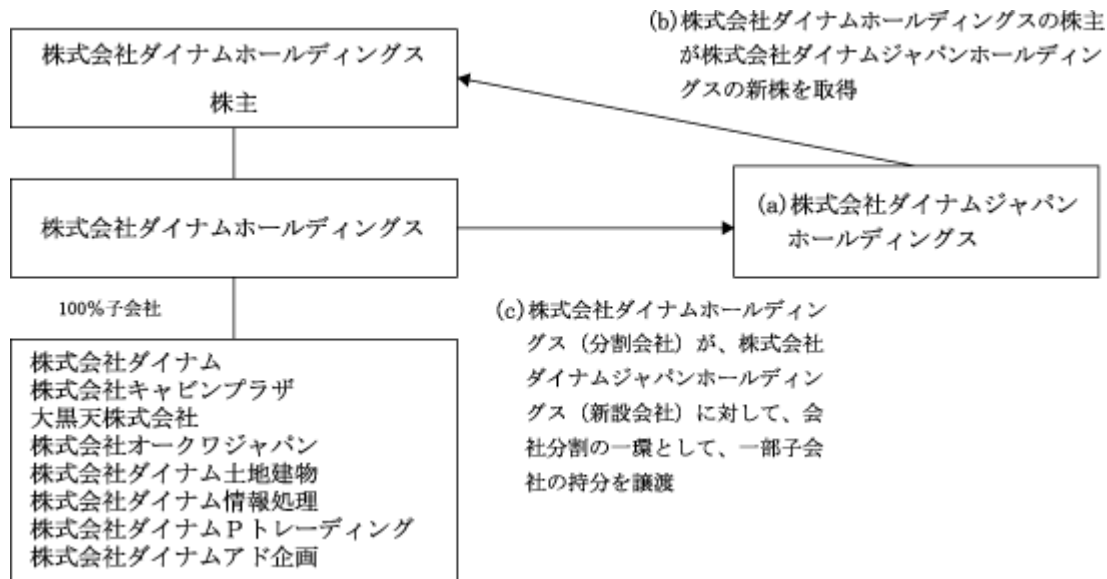 株式会社ダイナムホールディングス
株主
(b)株式会社ダイナムホールディングスの株主
が株式会社ダイナムジャパンホールディン
グスの新株を取得
株式会社ダイナムホールディングス
(a)株式会社ダイナムジャパン
ホールディングス
100%子会社
(c)株式会社ダイナムホールディン
グス（分割会社）が、株式会社
ダイナムジャパンホールディン
グス（新設会社）に対して、会
社分割の一環として、一部子会
社の持分を譲渡
株式会社ダイナム
株式会社キャビンプラザ
大黒天株式会社
株式会社オークワジャパン
株式会社ダイナム土地建物
株式会社ダイナム情報処理
株式会社ダイナムＰトレーディング
株式会社ダイナムアド企画